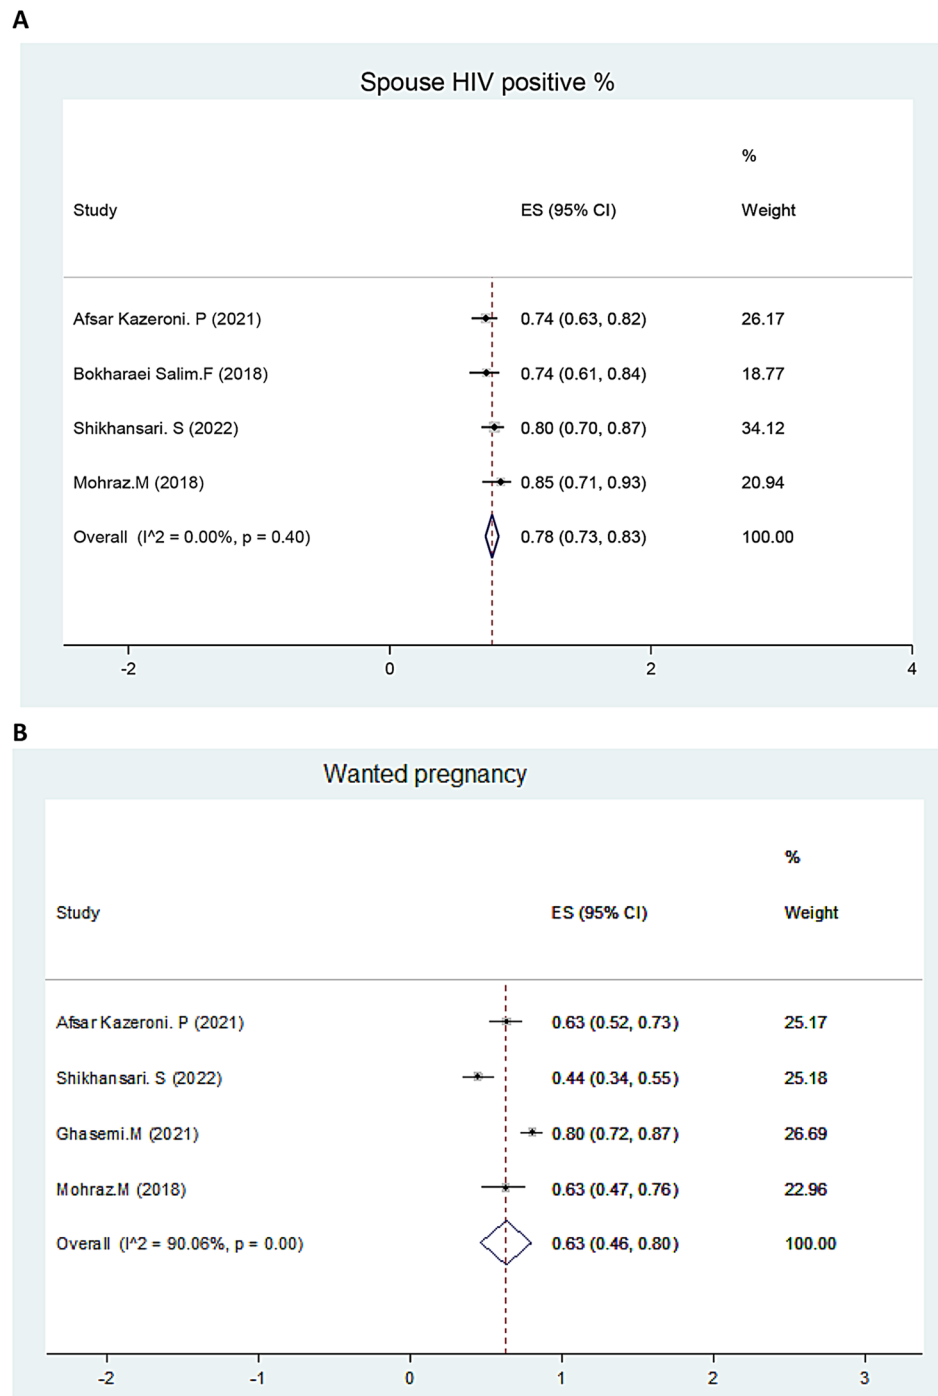 A
Spouse HIV positive %
%
Study ES (95% CI) Weight
Afsar Kazeroni. P (2021) 0.74 (0.63, 0.82) 26.17
Bokharaei Salim.F (2018) 0.74 (0.61, 0.84) 18.77
Shikhansari. S (2022) 0.80 (0.70, 0.87) 34.12
Mohraz.M (2018) 0.85 (0.71, 0.93) 20.94
Overall (I^2 = 0.00%, p = 0.40) 0.78 (0.73, 0.83) 100.00
-2 0 2 4
B
Wanted pregnancy
%
Study ES (95% CI) Weight
Afsar Kazeroni. P (2021) 0.63 (0.52, 0.73) 25.17
Shikhansari. S (2022) 0.44 (0.34, 0.55) 25.18
Ghasemi.M (2021) 0.80 (0.72, 0.87) 26.69
Mohraz.M (2018) 0.63 (0.47, 0.76) 22.96
Overall (I^2 = 90.06%, p = 0.00) 0.63 (0.46, 0.80) 100.00
-2 -1 0 1 2 3